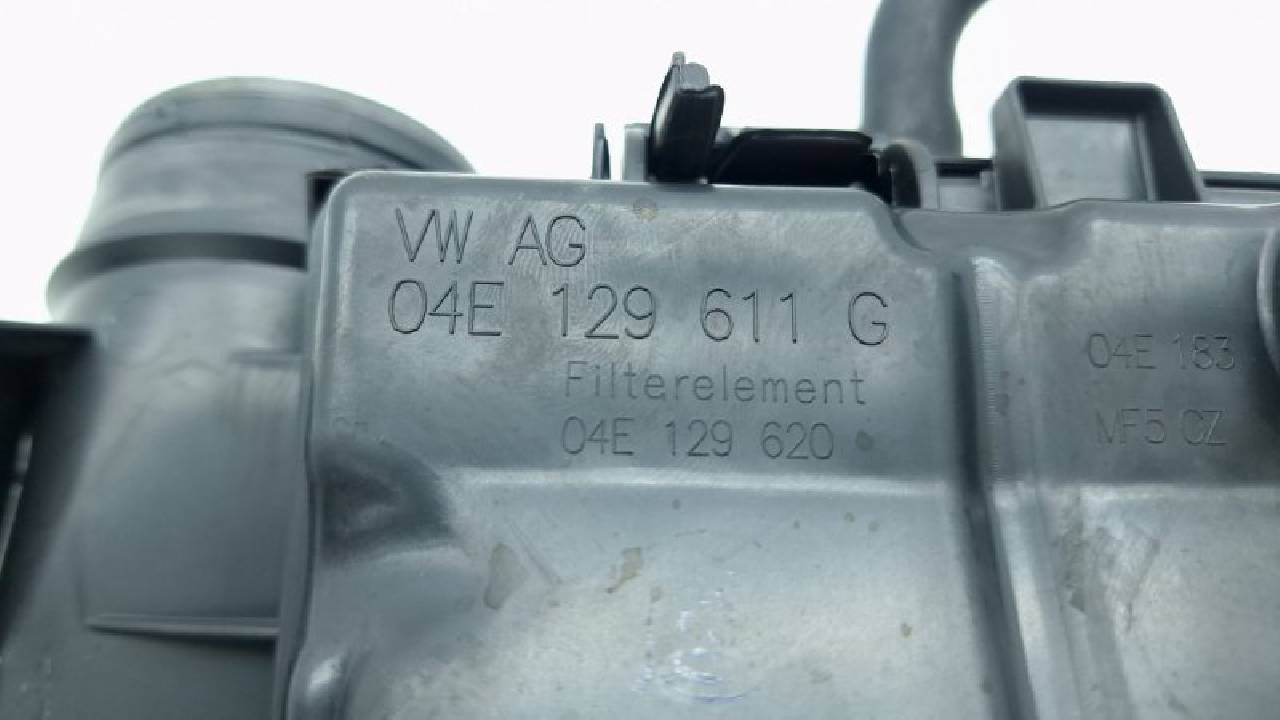 VW AG
04E 129 611 G
Filterelement
04E 129 620
04E 183
MF5 CZ